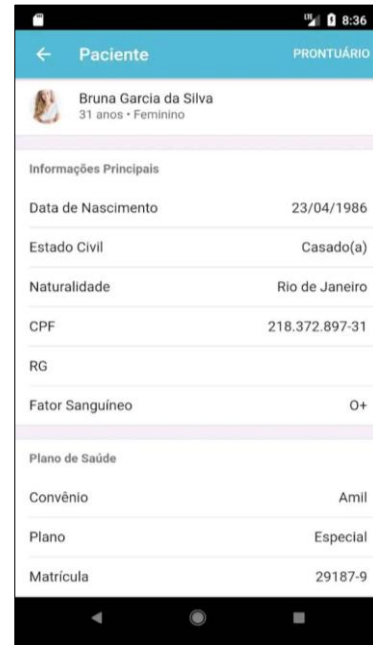 LTE 8:36
Paciente PRONTUÁRIO
Bruna Garcia da Silva
31 anos • Feminino
Informações Principais
Data de Nascimento 23/04/1986
Estado Civil Casado(a)
Naturalidade Rio de Janeiro
CPF 218.372.897-31
RG
Fator Sanguíneo O+
Plano de Saúde
Convênio Amil
Plano Especial
Matrícula 29187-9